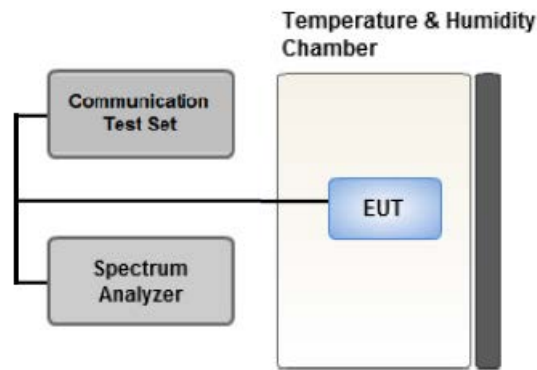 Temperature & Humidity
Chamber
Communication
Test Set
EUT
Spectrum
Analyzer